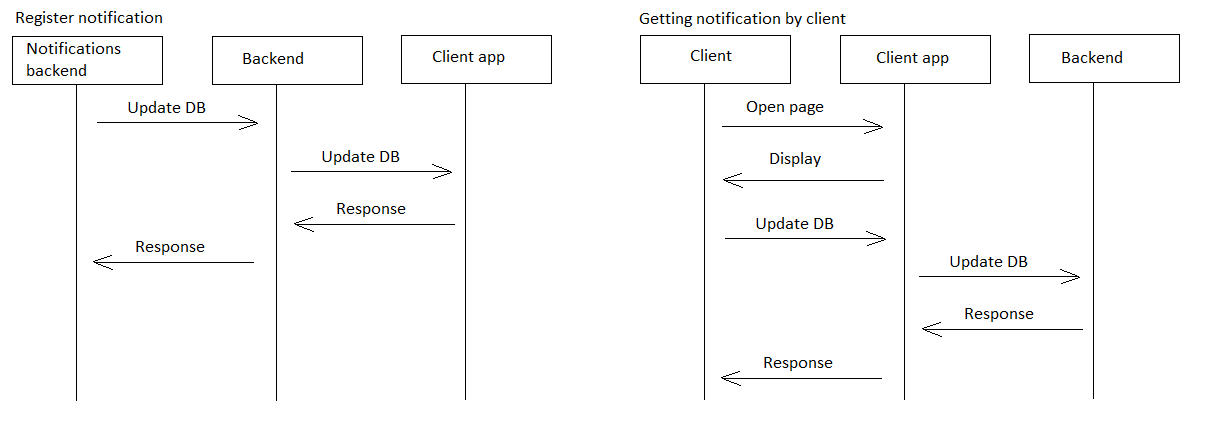 Register notification
Notifications
backend
Backend
Client app
Update DB
Update DB
Response
Response
Getting notification by client
Client
Client app
Backend
Open page
Display
Update DB
Update DB
Response
Response